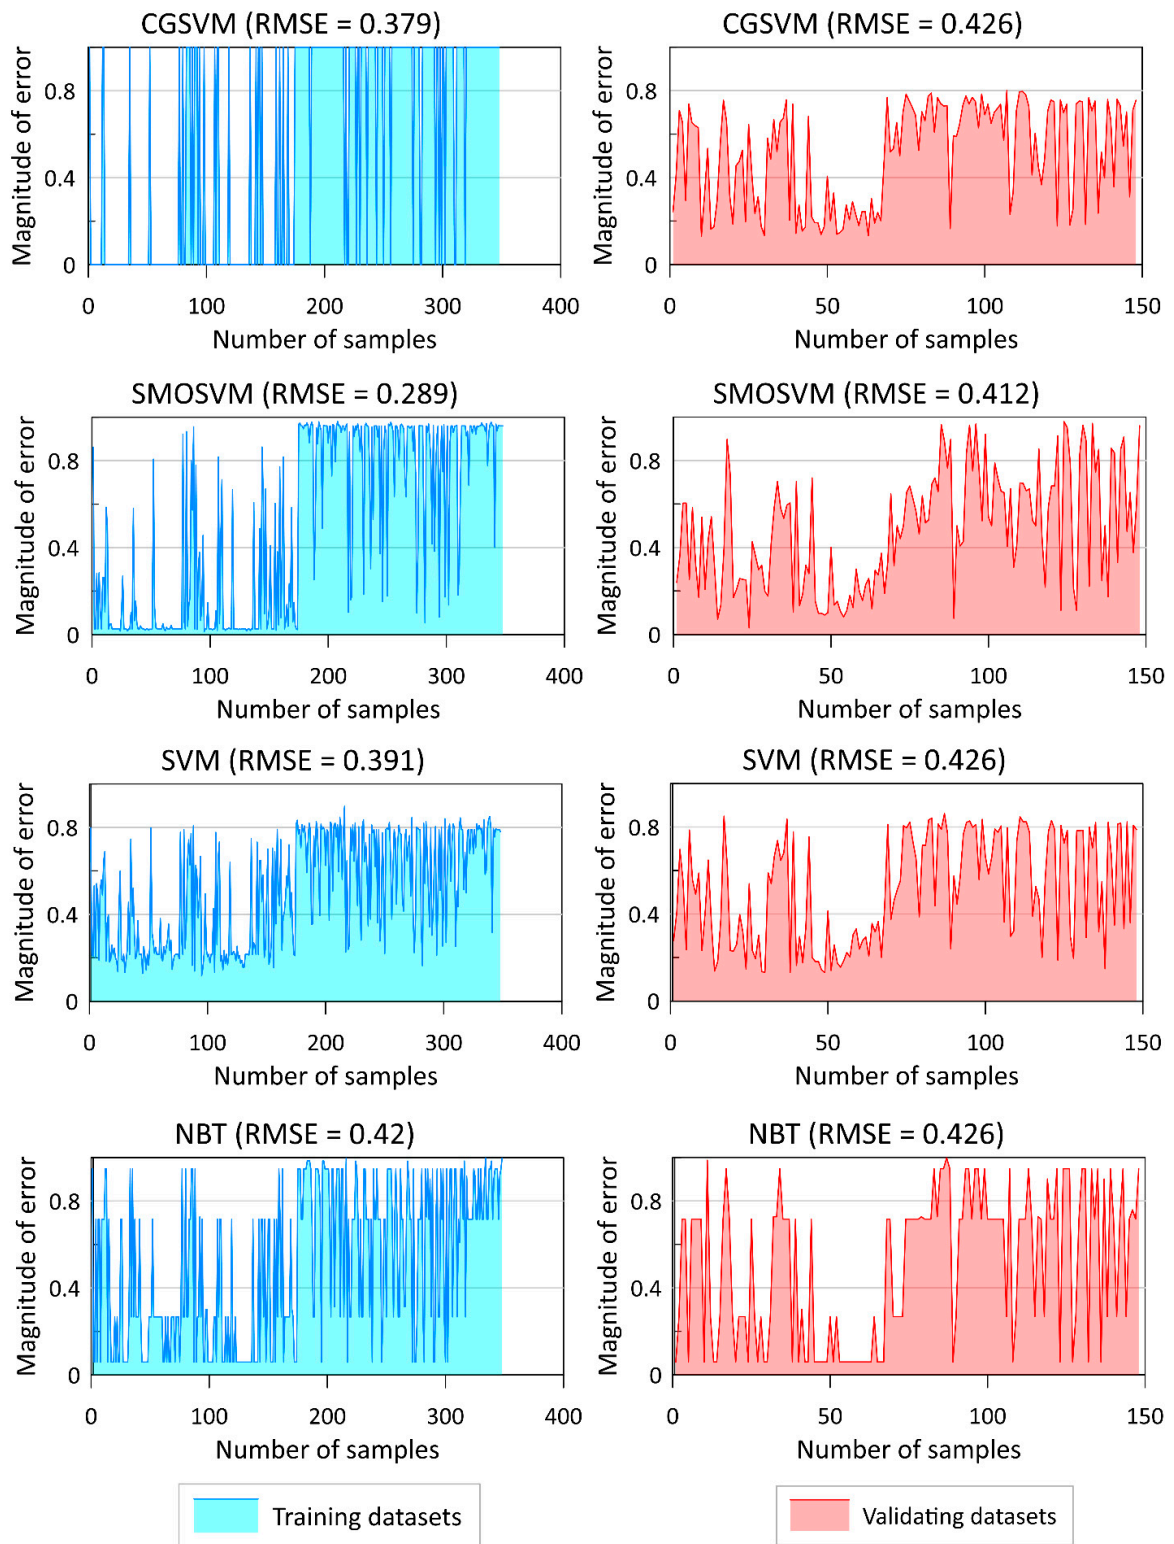 CGSVM (RMSE = 0.379)
Magnitude of error
0.8
0.4
0
0 100 200 300 400
Number of samples
CGSVM (RMSE = 0.426)
Magnitude of error
0.8
0.4
0
0 50 100 150
Number of samples
SMOSVM (RMSE = 0.289)
Magnitude of error
0.8
0.4
0
0 100 200 300 400
Number of samples
SMOSVM (RMSE = 0.412)
Magnitude of error
0.8
0.4
0
0 50 100 150
Number of samples
SVM (RMSE = 0.391)
Magnitude of error
0.8
0.4
0
0 100 200 300 400
Number of samples
SVM (RMSE = 0.426)
Magnitude of error
0.8
0.4
0
0 50 100 150
Number of samples
NBT (RMSE = 0.42)
Magnitude of error
0.8
0.4
0
0 100 200 300 400
Number of samples
NBT (RMSE = 0.426)
Magnitude of error
0.8
0.4
0
0 50 100 150
Number of samples
Training datasets
Validating datasets